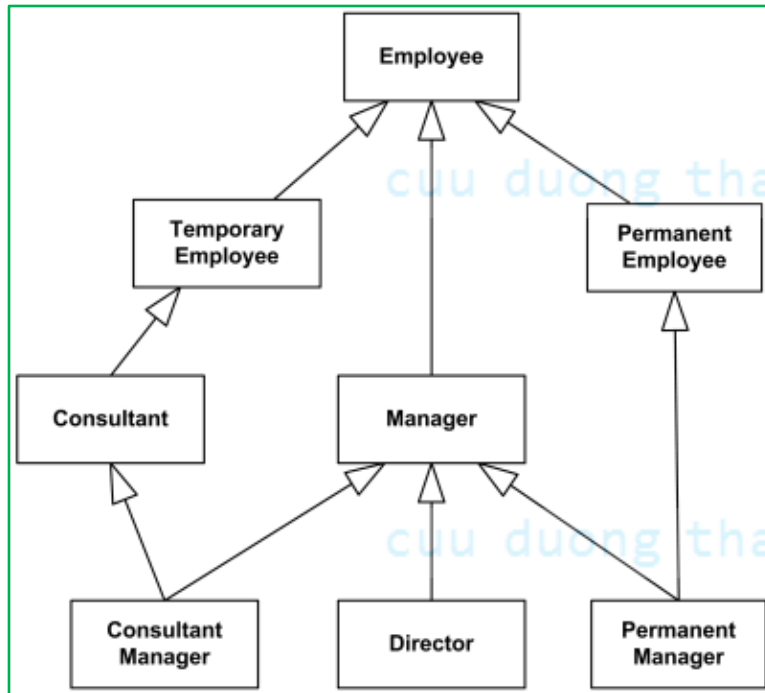 Employee
cuu duong tha
Temporary
Employee
Permanent
Employee
Consultant
Manager
cuu duong tha
Consultant
Manager
Director
Permanent
Manager